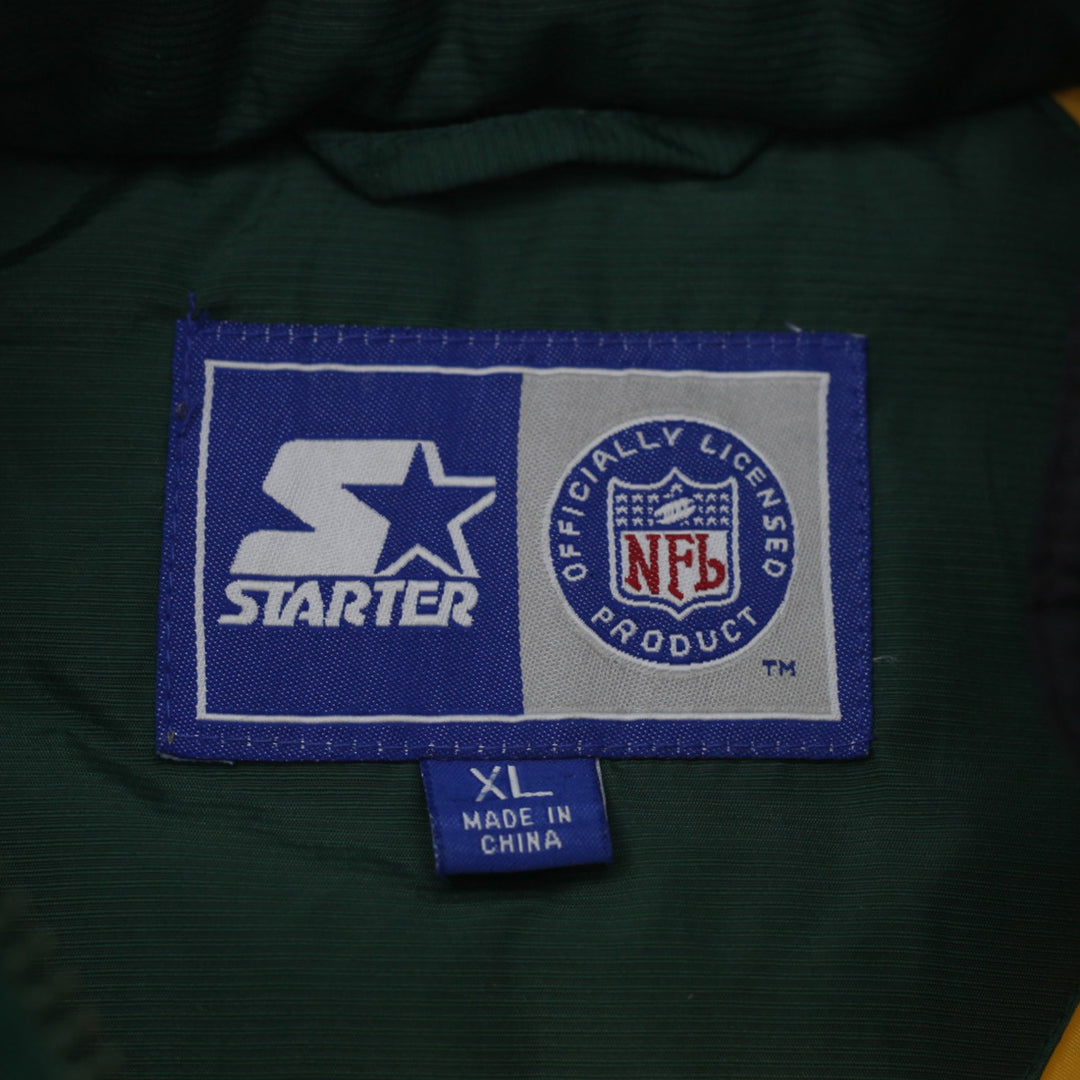 STARTER
OFFICIALLY LICENSED
NFL
PRODUCT
TM
XL
MADE IN
CHINA